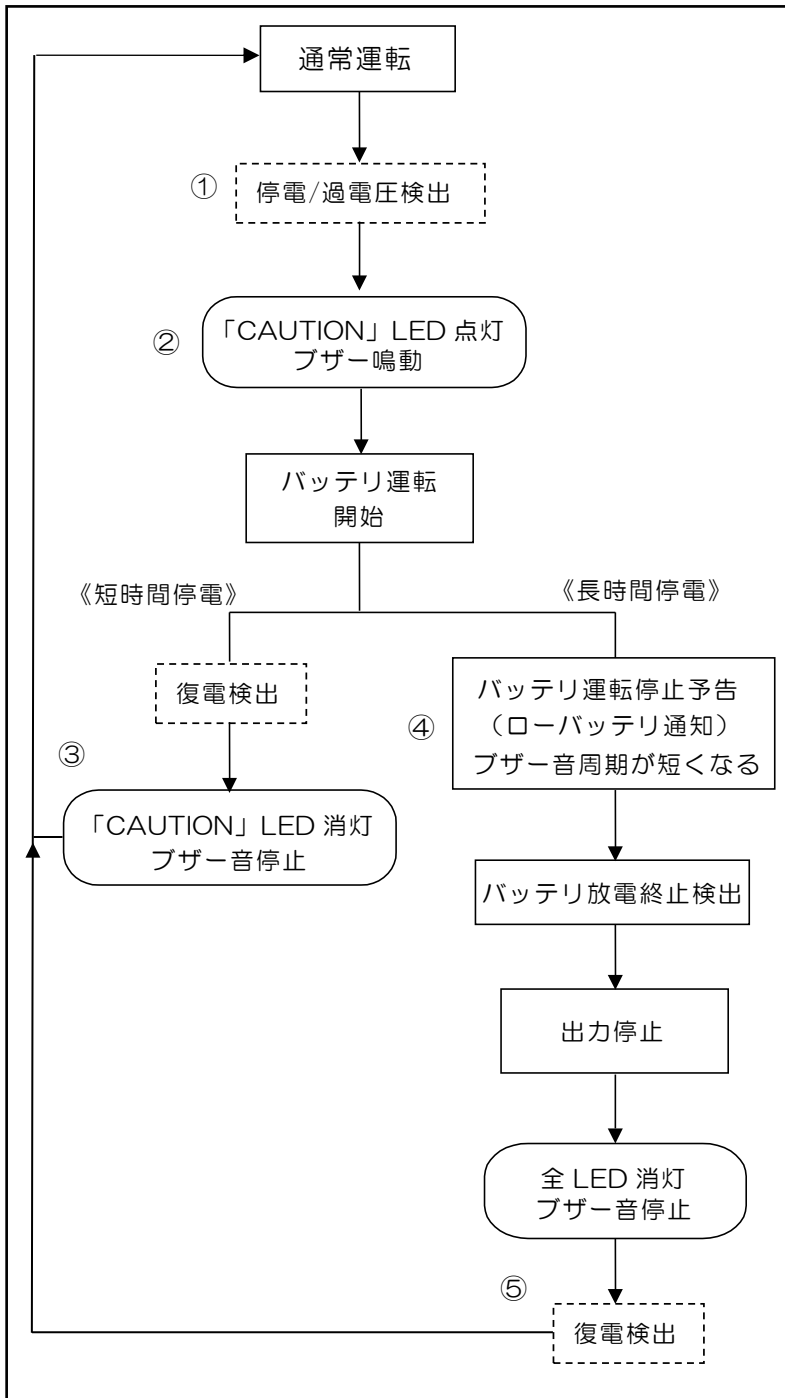 通常運転
①
停電/過電圧検出
②
「CAUTION」LED 点灯
ブザー鳴動
バッテリ運転
開始
《短時間停電》
《長時間停電》
復電検出
③
「CAUTION」LED 消灯
ブザー音停止
④
バッテリ運転停止予告
(ローバッテリ通知)
ブザー音周期が短くなる
バッテリ放電終止検出
出力停止
全 LED 消灯
ブザー音停止
⑤
復電検出